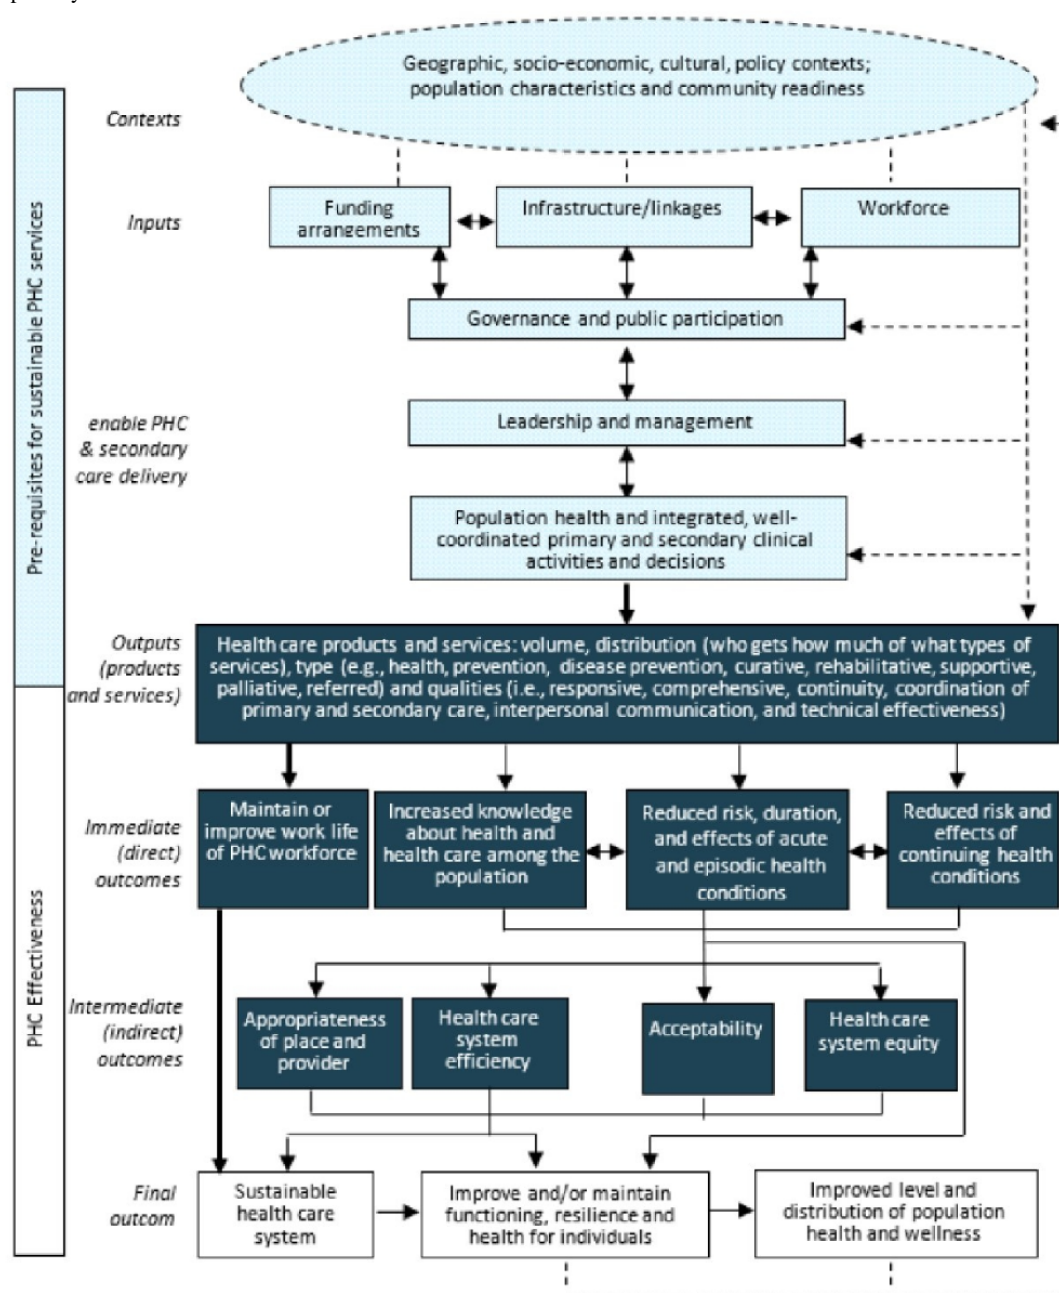 Geographic, socio-economic, cultural, policy contexts;
population characteristics and community readiness
Contexts
Funding
arrangements
Infrastructure/linkages
Workforce
Inputs
Governance and public participation
Pre-requisites for sustainable PHC services
enable PHC
& secondary
care delivery
Leadership and management
Population health and integrated, well-
coordinated primary and secondary clinical
activities and decisions
Outputs
(products
and services)
Health care products and services: volume, distribution (who gets how much of what types of
services), type (e.g., health, prevention, disease prevention, curative, rehabilitative, supportive,
palliative, referred) and qualities (i.e., responsive, comprehensive, continuity, coordination of
primary and secondary care, interpersonal communication, and technical effectiveness)
PHC Effectiveness
Immediate
(direct)
outcomes
Maintain or
improve work life
of PHC workforce
Increased knowledge
about health and
health care among the
population
Reduced risk, duration,
and effects of acute
and episodic health
conditions
Reduced risk and
effects of
continuing health
conditions
Intermediate
(indirect)
outcomes
Appropriateness
of place and
provider
Health care
system
efficiency
Acceptability
Health care
system equity
Final
outcom
Sustainable
health care
system
Improve and/or maintain
functioning, resilience and
health for individuals
Improved level and
distribution of population
health and wellness